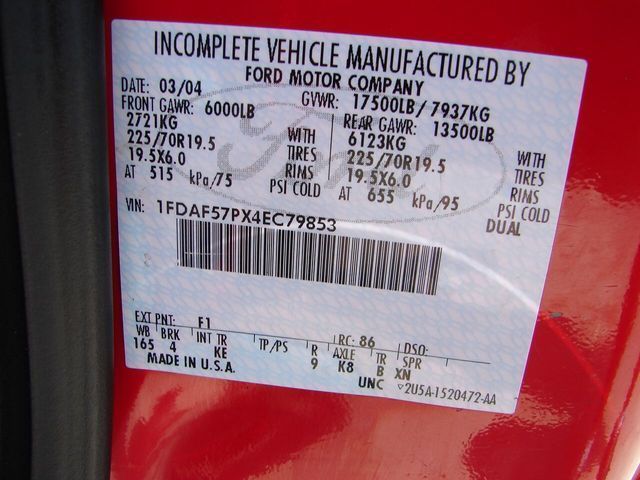 INCOMPLETE VEHICLE MANUFACTURED BY
FORD MOTOR COMPANY
DATE: 03/04 GVWR: 17500LB/ 7937KG
FRONT GAWR: 6000LB REAR GAWR: 13500LB
2721KG WITH 6123KG WITH
225/70R19.5 TIRES 225/70R19.5 TIRES
19.5X6.0 RIMS 19.5X6.0 RIMS
AT 515 kPa/75 PSI COLD AT 655 kPa/95 PSI COLD
DUAL
VIN: 1FDAF57PX4EC79853
Ford
EXT PNT: F1 RC: 86 DSO:
WB BRK INT TR TP/PS R AXLE TR SPR
165 4 KE 9 K8 B XN
MADE IN U.S.A. UNC 2U5A-1520472-AA